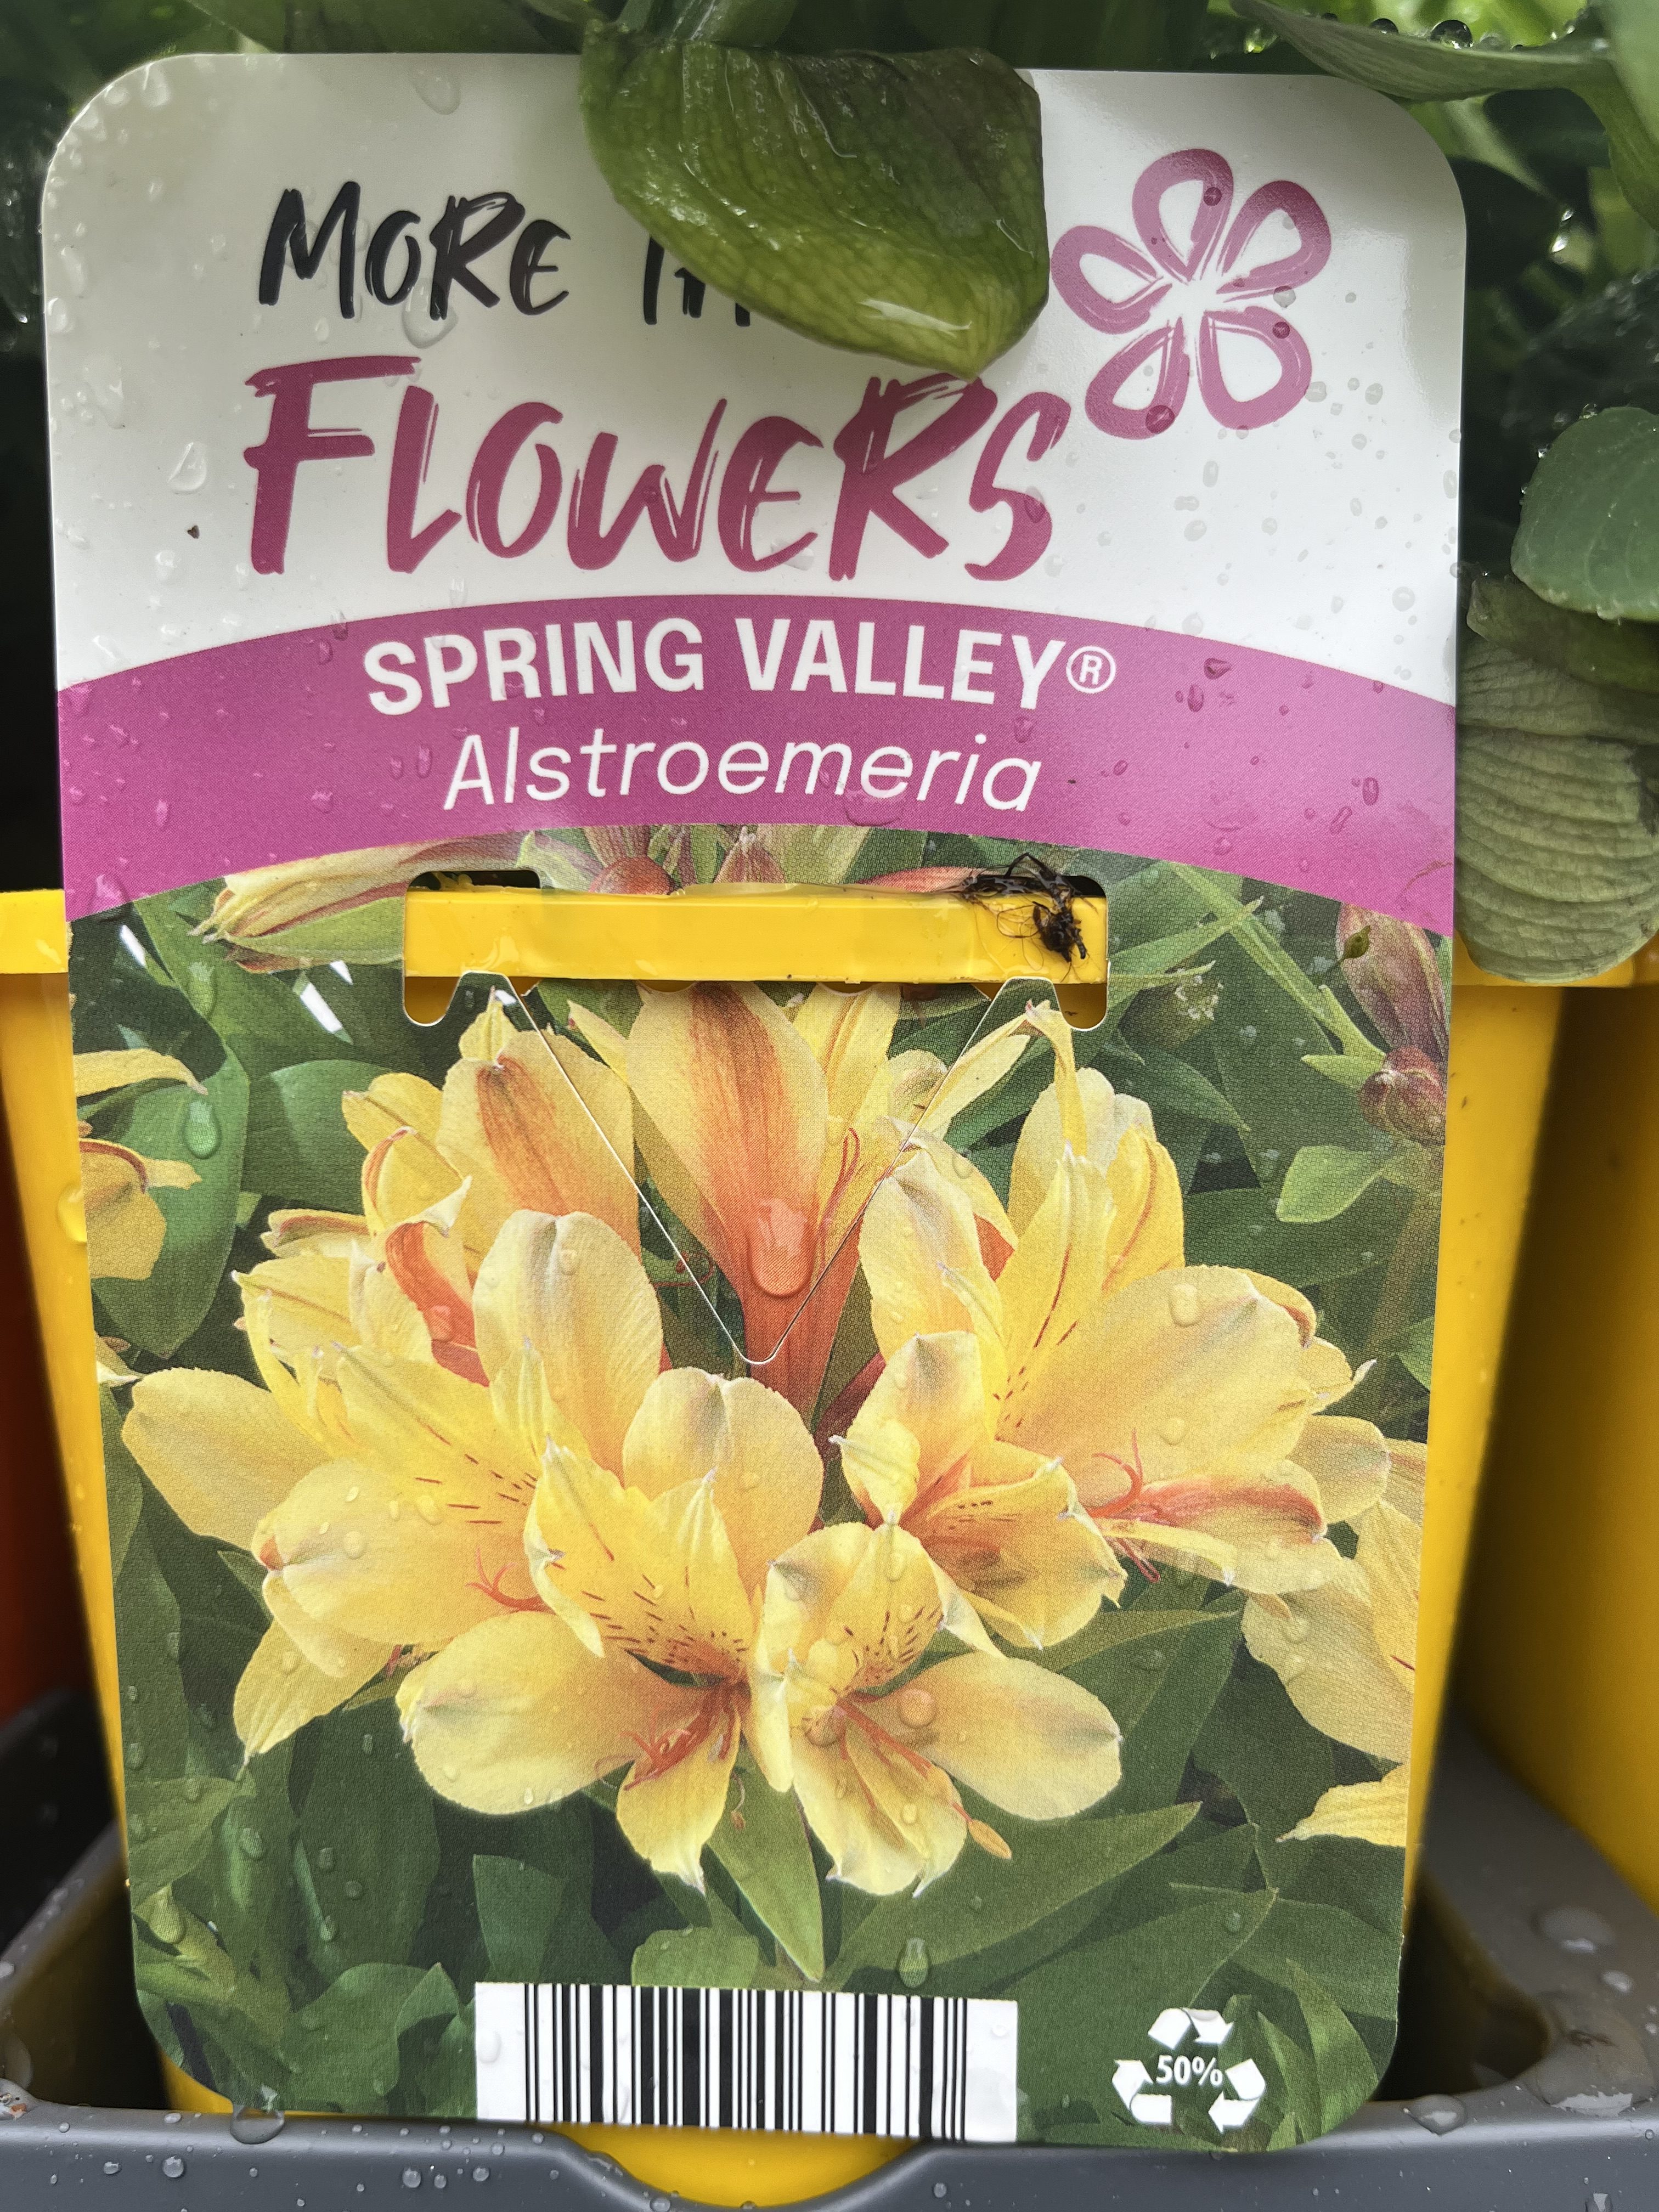 MORE
FLOWERS
SPRING VALLEY®
Alstroemeria
50%